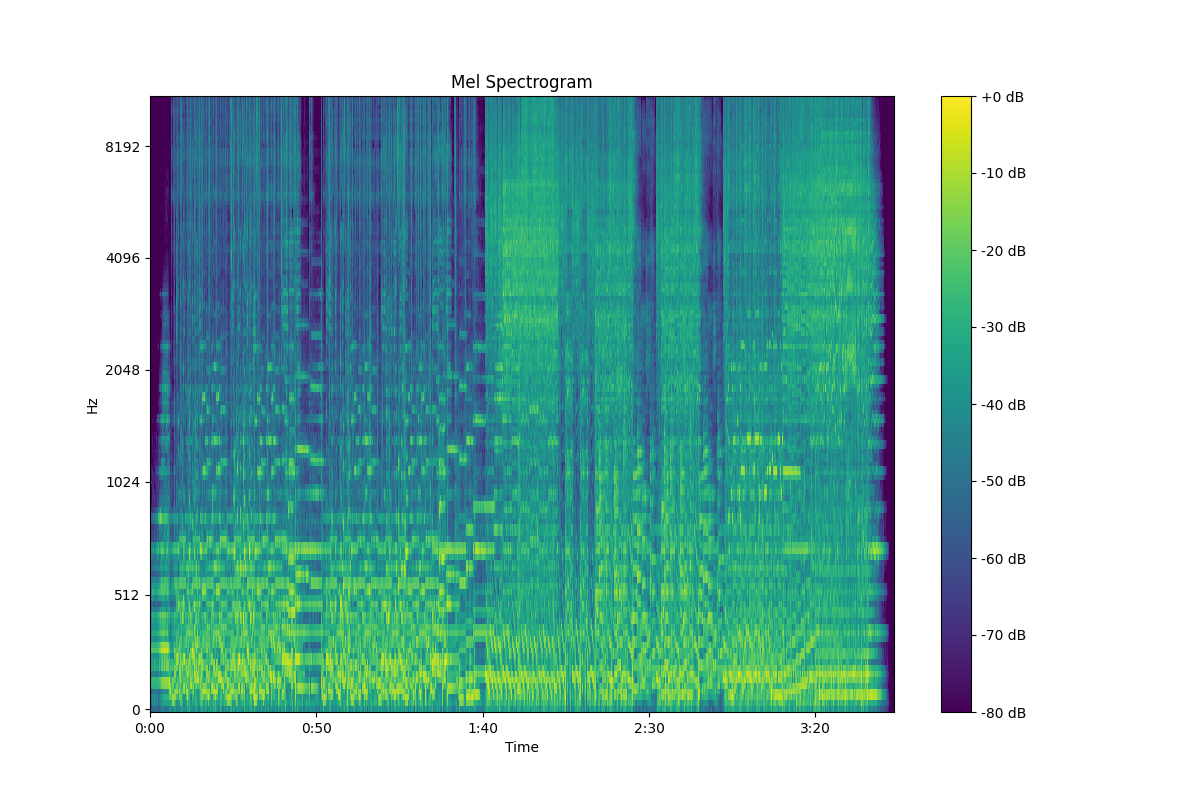 Mel Spectrogram
+0 dB
8192
-10 dB
-20 dB
4096
-30 dB
2048
Hz
-40 dB
1024
-50 dB
-60 dB
512
-70 dB
0
-80 dB
0:00 0:50 1:40 2:30 3:20
Time